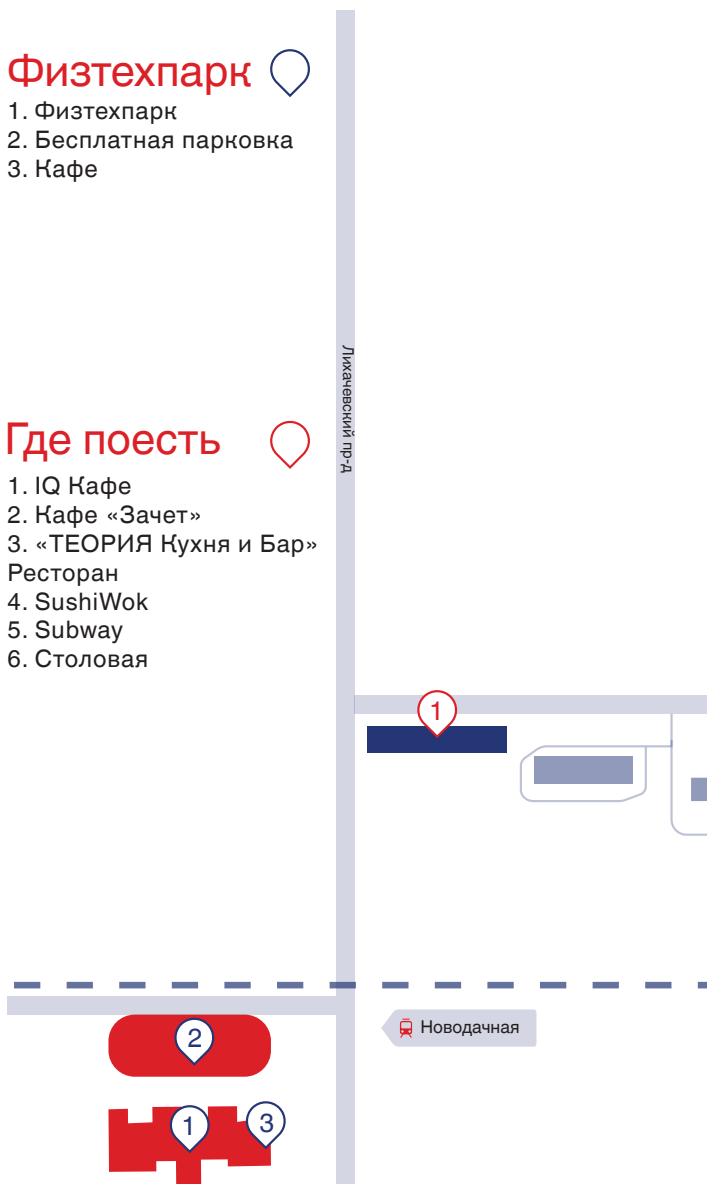 Физтехпарк
1. Физтехпарк
2. Бесплатная парковка
3. Кафе
Лихачевский пр-д
Где поесть
1. IQ Кафе
2. Кафе «Зачет»
3. «ТЕОРИЯ Кухня и Бар»
Ресторан
4. SushiWok
5. Subway
6. Столовая
1
Новодачная
2
1
3